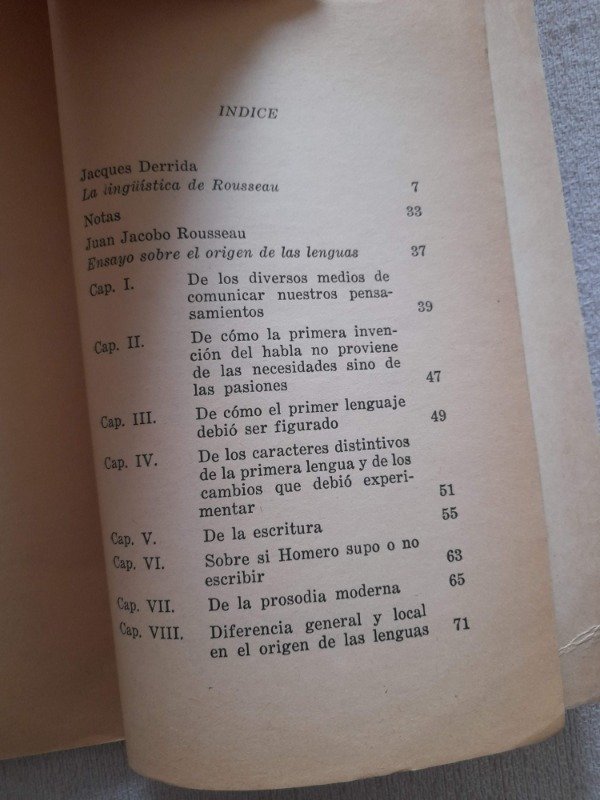 INDICE
Jacques Derrida
La lingüística de Rousseau 7
Notas 33
Juan Jacobo Rousseau
Ensayo sobre el origen de las lenguas 37
Cap. I. De los diversos medios de
comunicar nuestros pensa-
samientos 39
Cap. II. De cómo la primera inven-
ción del habla no proviene
de las necesidades sino de
las pasiones 47
Cap. III. De cómo el primer lenguaje
debió ser figurado 49
Cap. IV. De los caracteres distintivos
de la primera lengua y de los
cambios que debió experi-
mentar 51
Cap. V. De la escritura 55
Cap. VI. Sobre si Homero supo o no
escribir 63
Cap. VII. De la prosodia moderna 65
Cap. VIII. Diferencia general y local
en el origen de las lenguas 71